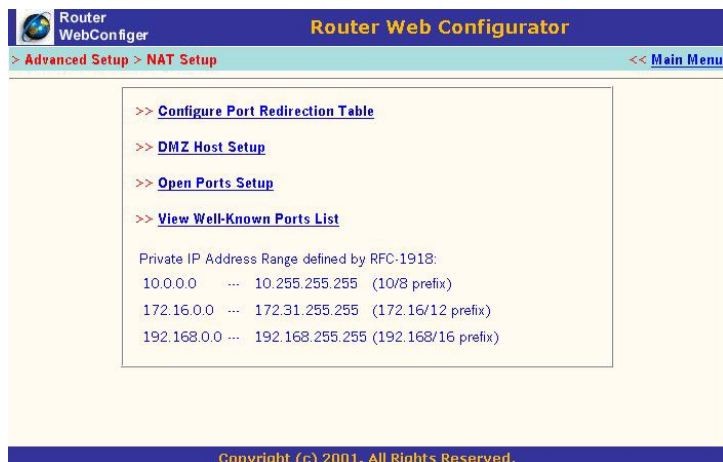 Router
WebConfiger
Router Web Configurator
> Advanced Setup > NAT Setup
<< Main Menu
>> Configure Port Redirection Table
>> DMZ Host Setup
>> Open Ports Setup
>> View Well-Known Ports List
Private IP Address Range defined by RFC-1918:
10.0.0.0 --- 10.255.255.255 (10/8 prefix)
172.16.0.0 --- 172.31.255.255 (172.16/12 prefix)
192.168.0.0 --- 192.168.255.255 (192.168/16 prefix)
Copyright (c) 2001. All Rights Reserved.